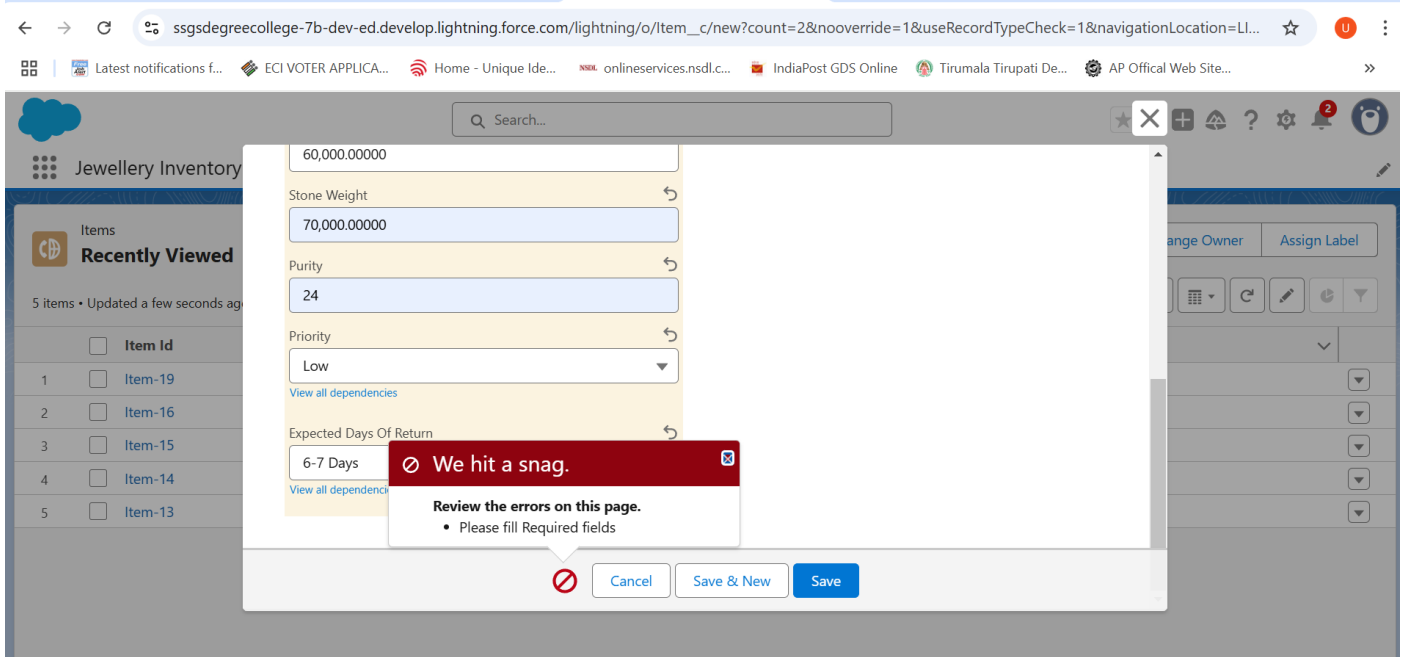 ssgsdegreecollege-7b-dev-ed.develop.lightning.force.com/lightning/o/Item__c/new?count=2&nooverride=1&useRecordTypeCheck=1&navigationLocation=LI...
U
Latest notifications f...
ECI VOTER APPLICA...
Home - Unique Ide...
NSDL onlineservices.nsdl.c...
IndiaPost GDS Online
Tirumala Tirupati De...
AP Offical Web Site...
»
Search...
2
Jewellery Inventory
60,000.00000
Stone Weight
70,000.00000
Items
Recently Viewed
ange Owner
Assign Label
Purity
24
5 items • Updated a few seconds ag
Priority
Low
View all dependencies
Item Id
1 Item-19
2 Item-16
3 Item-15
4 Item-14
5 Item-13
Expected Days Of Return
6-7 Days
View all dependenci
We hit a snag.
Review the errors on this page.
• Please fill Required fields
Cancel
Save & New
Save